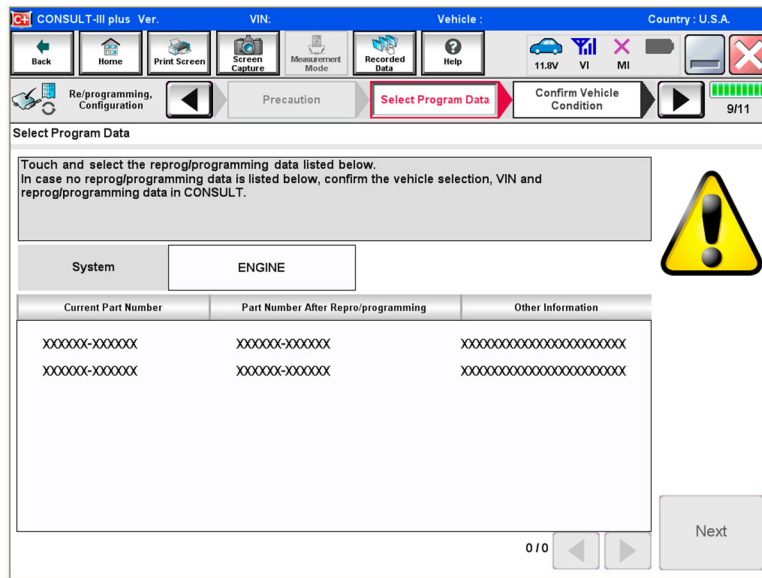 C+ CONSULT-III plus Ver. VIN: Vehicle : Country : U.S.A.
Back
Home
Print Screen
Screen
Capture
Measurement
Mode
Recorded
Data
Help
11.8V VI MI
Re/programming,
Configuration
Precaution
Select Program Data
Confirm Vehicle
Condition
9/11
Select Program Data
Touch and select the reprog/programming data listed below.
In case no reprog/programming data is listed below, confirm the vehicle selection, VIN and
reprog/programming data in CONSULT.
System ENGINE
Current Part Number Part Number After Repro/programming Other Information
XXXXXX-XXXXXX XXXXXX-XXXXXX XXXXXXXXXXXXXXXXXXXXXXX
XXXXXX-XXXXXX XXXXXX-XXXXXX XXXXXXXXXXXXXXXXXXXXXXX
0/0
Next